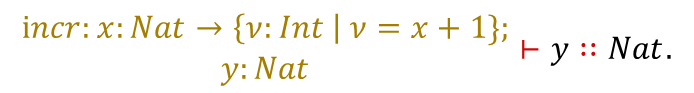 incr: x: Nat → {ν: Int | ν = x + 1};
y: Nat
⊢ y ∷ Nat.